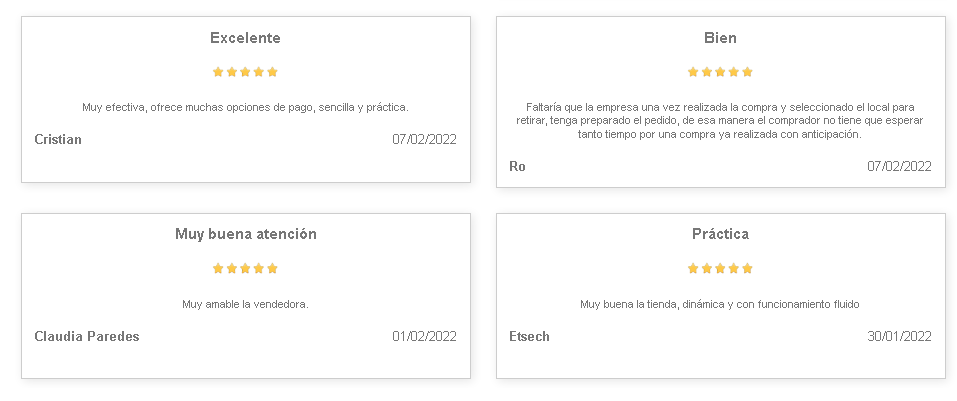 Excelente
Muy efectiva, ofrece muchas opciones de pago, sencilla y práctica.
Cristian 07/02/2022
Bien
Faltaría que la empresa una vez realizada la compra y seleccionado el local para
retirar, tenga preparado el pedido, de esa manera el comprador no tiene que esperar
tanto tiempo por una compra ya realizada con anticipación.
Ro 07/02/2022
Muy buena atención
Muy amable la vendedora.
Claudia Paredes 01/02/2022
Práctica
Muy buena la tienda, dinámica y con funcionamiento fluido
Etsech 30/01/2022